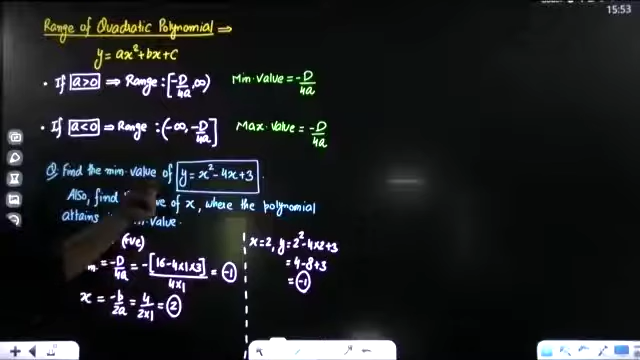 15:53
Range of Quadratic Polynomial ⇒
y = ax²+bx+c
• If a>0 ⇒ Range: [-D/4a, ∞) Min. Value = -D/4a
• If a<0 ⇒ Range: (-∞, -D/4a] Max. Value = -D/4a
Q. Find the min. value of y = x²-4x+3.
Also, find of x, where the polynomial
attains value.
(+ve)
= -D/4a = -[16-4×1×3]/4×1 = -1
x = -b/2a = 4/2×1 = 2
x=2, y=2²-4×2+3
= 4-8+3
= -1